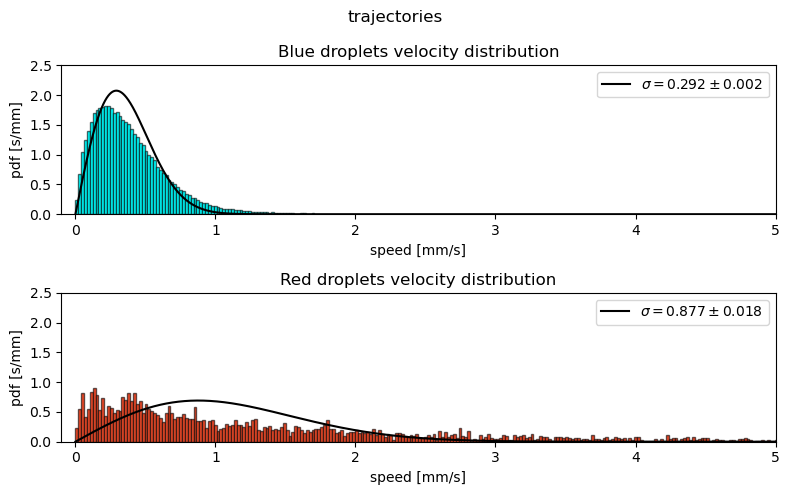 trajectories
Blue droplets velocity distribution
pdf [s/mm]
2.5
2.0
1.5
1.0
0.5
0.0
σ = 0.292 ± 0.002
0 1 2 3 4 5
speed [mm/s]
Red droplets velocity distribution
pdf [s/mm]
2.5
2.0
1.5
1.0
0.5
0.0
σ = 0.877 ± 0.018
0 1 2 3 4 5
speed [mm/s]